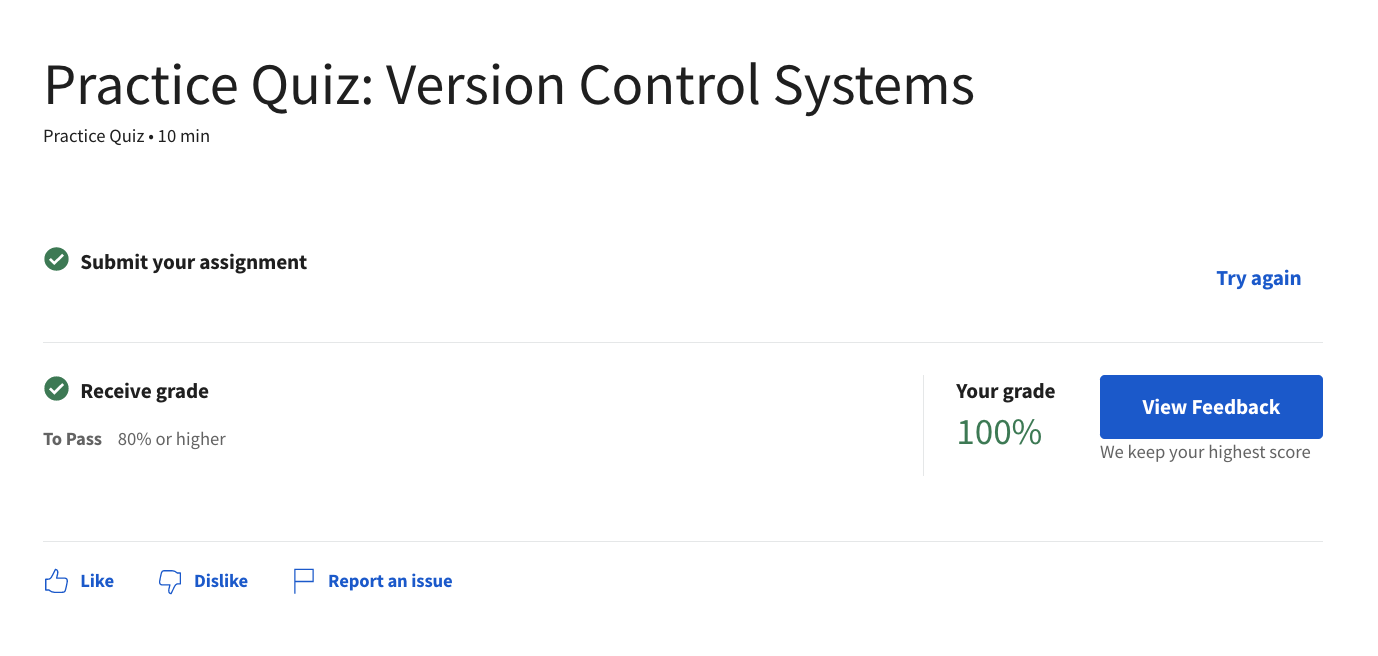 Practice Quiz: Version Control Systems
Practice Quiz • 10 min
Submit your assignment
Try again
Receive grade
To Pass 80% or higher
Your grade
100%
View Feedback
We keep your highest score
Like Dislike Report an issue